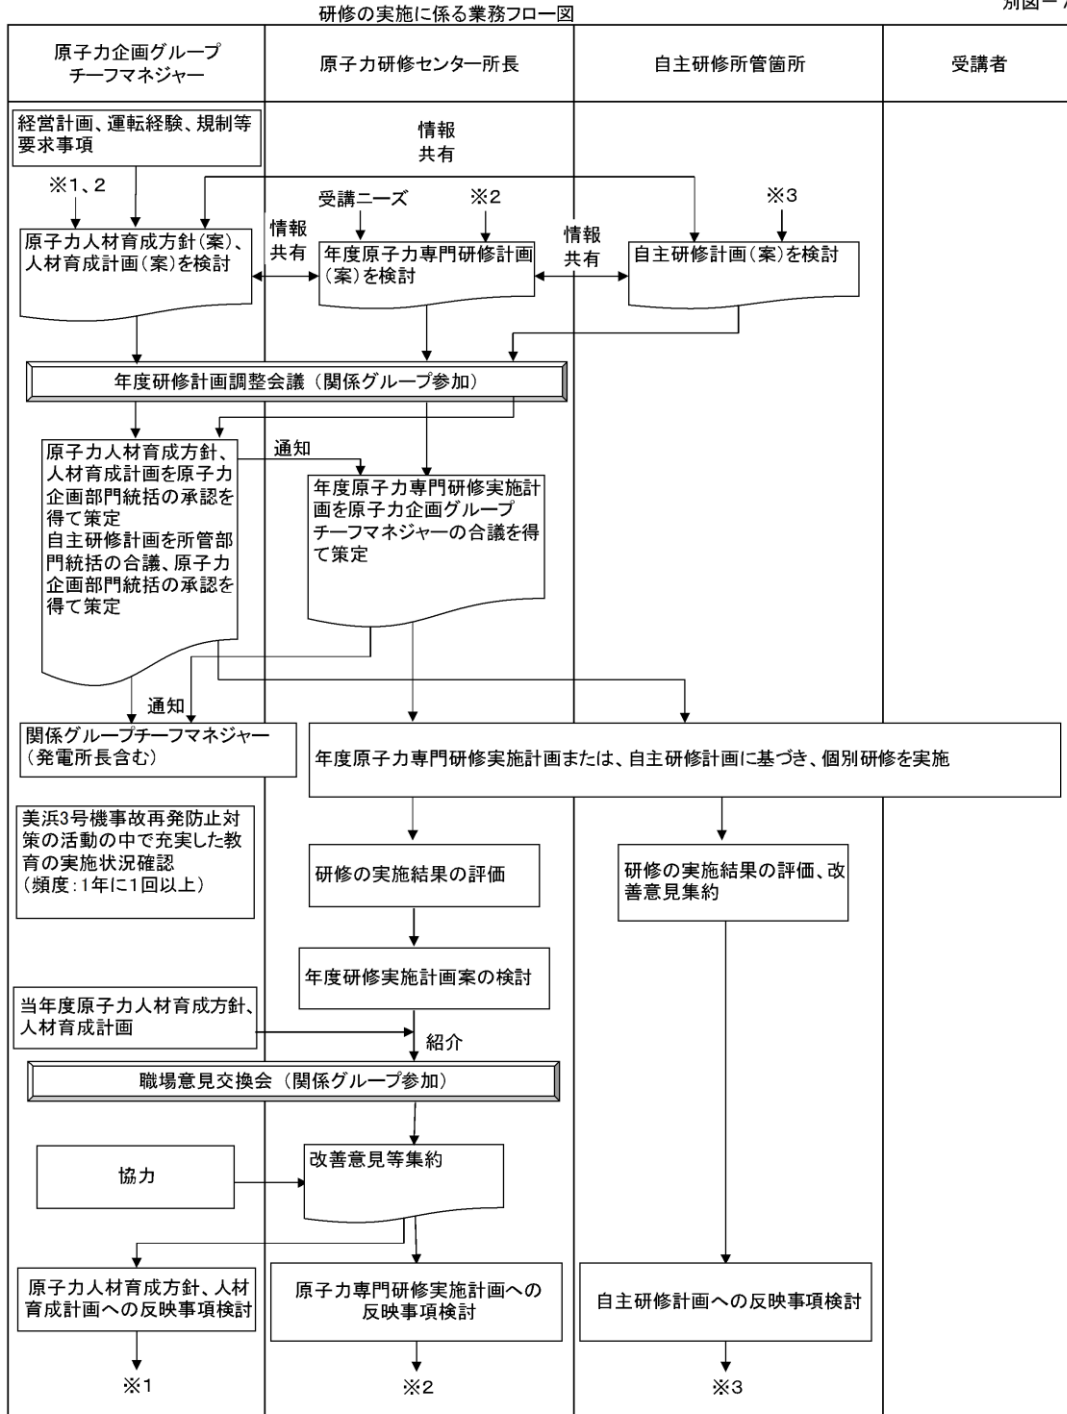 別図－
研修の実施に係る業務フロー図
原子力企画グループ
チーフマネジャー
原子力研修センター所長
自主研修所管箇所
受講者
経営計画、運転経験、規制等
要求事項
情報
共有
※1、2
受講ニーズ
※2
※3
原子力人材育成方針(案)、
人材育成計画(案)を検討
情報
共有
年度原子力専門研修計画
(案)を検討
情報
共有
自主研修計画(案)を検討
年度研修計画調整会議（関係グループ参加）
原子力人材育成方針、
人材育成計画を原子力
企画部門統括の承認を
得て策定
自主研修計画を所管部
門統括の合議、原子力
企画部門統括の承認を
得て策定
通知
年度原子力専門研修実施計
画を原子力企画グループ
チーフマネジャーの合議を得
て策定
通知
関係グループチーフマネジャー
(発電所長含む)
年度原子力専門研修実施計画または、自主研修計画に基づき、個別研修を実施
美浜3号機事故再発防止対
策の活動の中で充実した教
育の実施状況確認
(頻度：1年に1回以上)
研修の実施結果の評価
研修の実施結果の評価、改
善意見集約
年度研修実施計画案の検討
当年度原子力人材育成方針、
人材育成計画
紹介
職場意見交換会（関係グループ参加）
協力
改善意見等集約
原子力人材育成方針、人材
育成計画への反映事項検討
原子力専門研修実施計画への
反映事項検討
自主研修計画への反映事項検討
※1
※2
※3